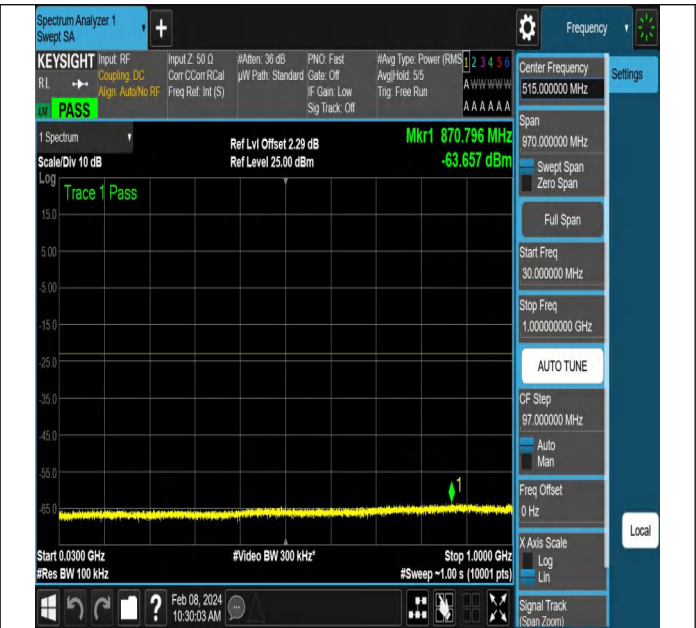 Spectrum Analyzer 1
Swept SA
+
Frequency
KEYSIGHT
Input: RF
Coupling: DC
Align: Auto/No RF
Input Z: 50 Ω
Corr CCorr RCal
Freq Ref: Int (S)
#Atten: 36 dB
µW Path: Standard
PNO: Fast
Gate: Off
IF Gain: Low
Sig Track: Off
#Avg Type: Power (RMS
Avg|Hold: 5/5
Trig: Free Run
1 2 3 4 5 6
A W W W W W
A A A A A A
RL
PASS
1 Spectrum
Ref Lvl Offset 2.29 dB
Mkr1 870.796 MHz
Scale/Div 10 dB
Ref Level 25.00 dBm
-63.657 dBm
Log
Trace 1 Pass
15.0
5.00
-5.00
-15.0
-25.0
-35.0
-45.0
-55.0
-65.0
1
Start 0.0300 GHz
#Video BW 300 kHz*
Stop 1.0000 GHz
#Res BW 100 kHz
#Sweep ~1.00 s (10001 pts)
Feb 08, 2024
10:30:03 AM
?
Center Frequency
515.000000 MHz
Settings
Span
970.000000 MHz
Swept Span
Zero Span
Full Span
Start Freq
30.000000 MHz
Stop Freq
1.000000000 GHz
AUTO TUNE
CF Step
97.000000 MHz
Auto
Man
Freq Offset
0 Hz
X Axis Scale
Log
Lin
Local
Signal Track
(Span Zoom)